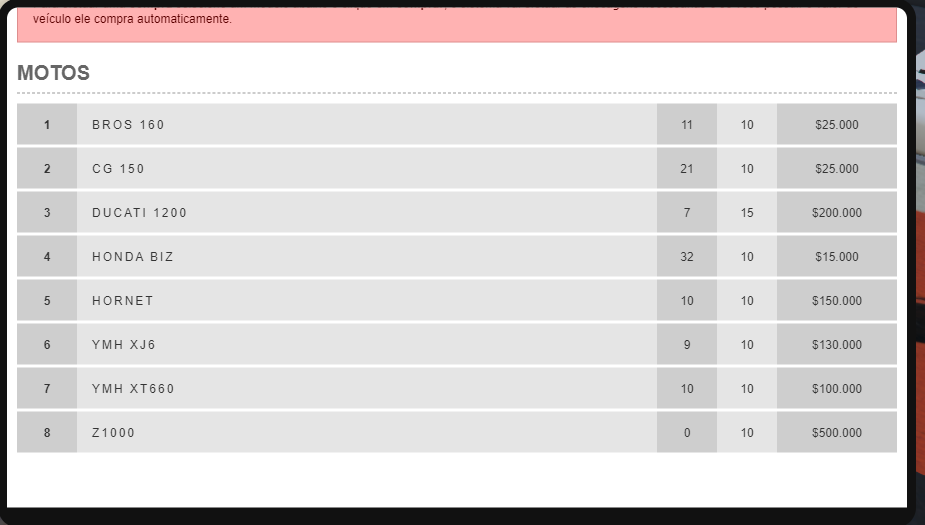 veículo ele compra automaticamente.
MOTOS
1 BROS 160 11 10 $25.000
2 CG 150 21 10 $25.000
3 DUCATI 1200 7 15 $200.000
4 HONDA BIZ 32 10 $15.000
5 HORNET 10 10 $150.000
6 YMH XJ6 9 10 $130.000
7 YMH XT660 10 10 $100.000
8 Z1000 0 10 $500.000